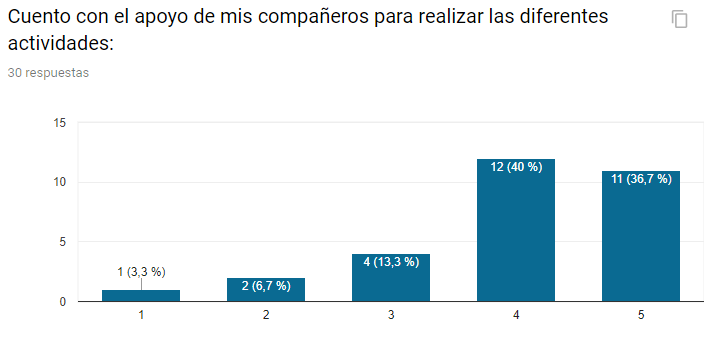 Cuento con el apoyo de mis compañeros para realizar las diferentes
actividades:
30 respuestas
15
10
5
0
1 (3,3 %)
2 (6,7 %)
4 (13,3 %)
12 (40 %)
11 (36,7 %)
1 2 3 4 5